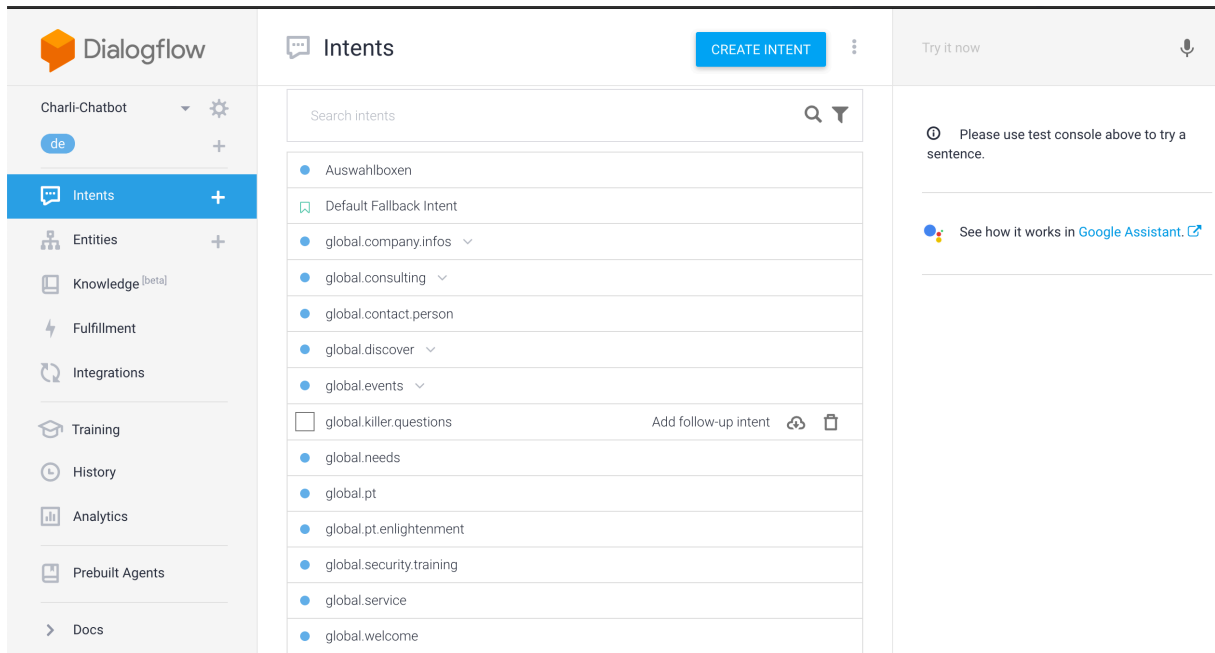 Dialogflow
Charli-Chatbot
de
Intents
Entities
Knowledge [beta]
Fulfillment
Integrations
Training
History
Analytics
Prebuilt Agents
Docs
Intents
CREATE INTENT
Search intents
Auswahlboxen
Default Fallback Intent
global.company.infos
global.consulting
global.contact.person
global.discover
global.events
global.killer.questions Add follow-up intent
global.needs
global.pt
global.pt.enlightenment
global.security.training
global.service
global.welcome
Try it now
Please use test console above to try a
sentence.
See how it works in Google Assistant.